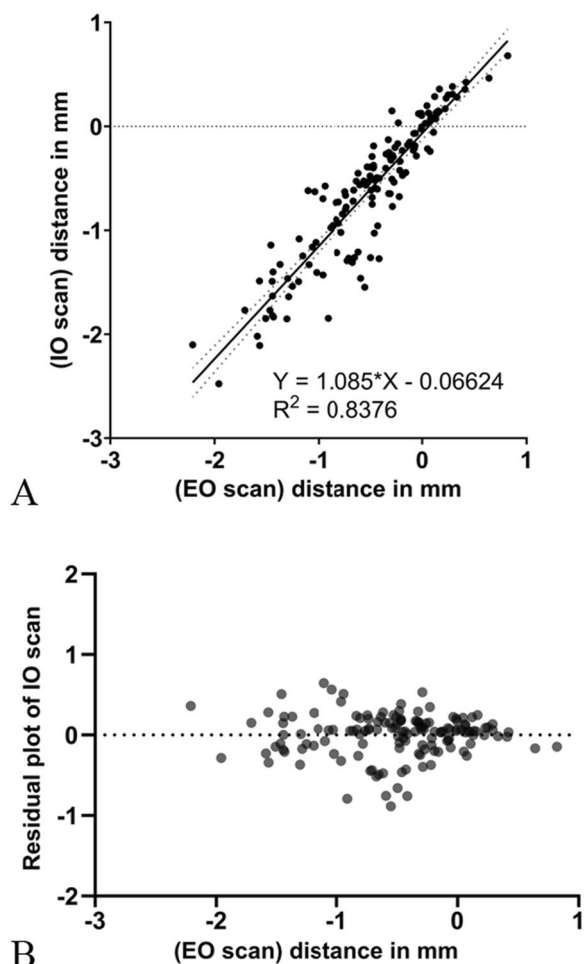 1
0
-1
-2
-3
(IO scan) distance in mm
Y = 1.085*X - 0.06624
R² = 0.8376
-3 -2 -1 0 1
(EO scan) distance in mm
A
2
1
0
-1
-2
Residual plot of IO scan
-3 -2 -1 0 1
(EO scan) distance in mm
B